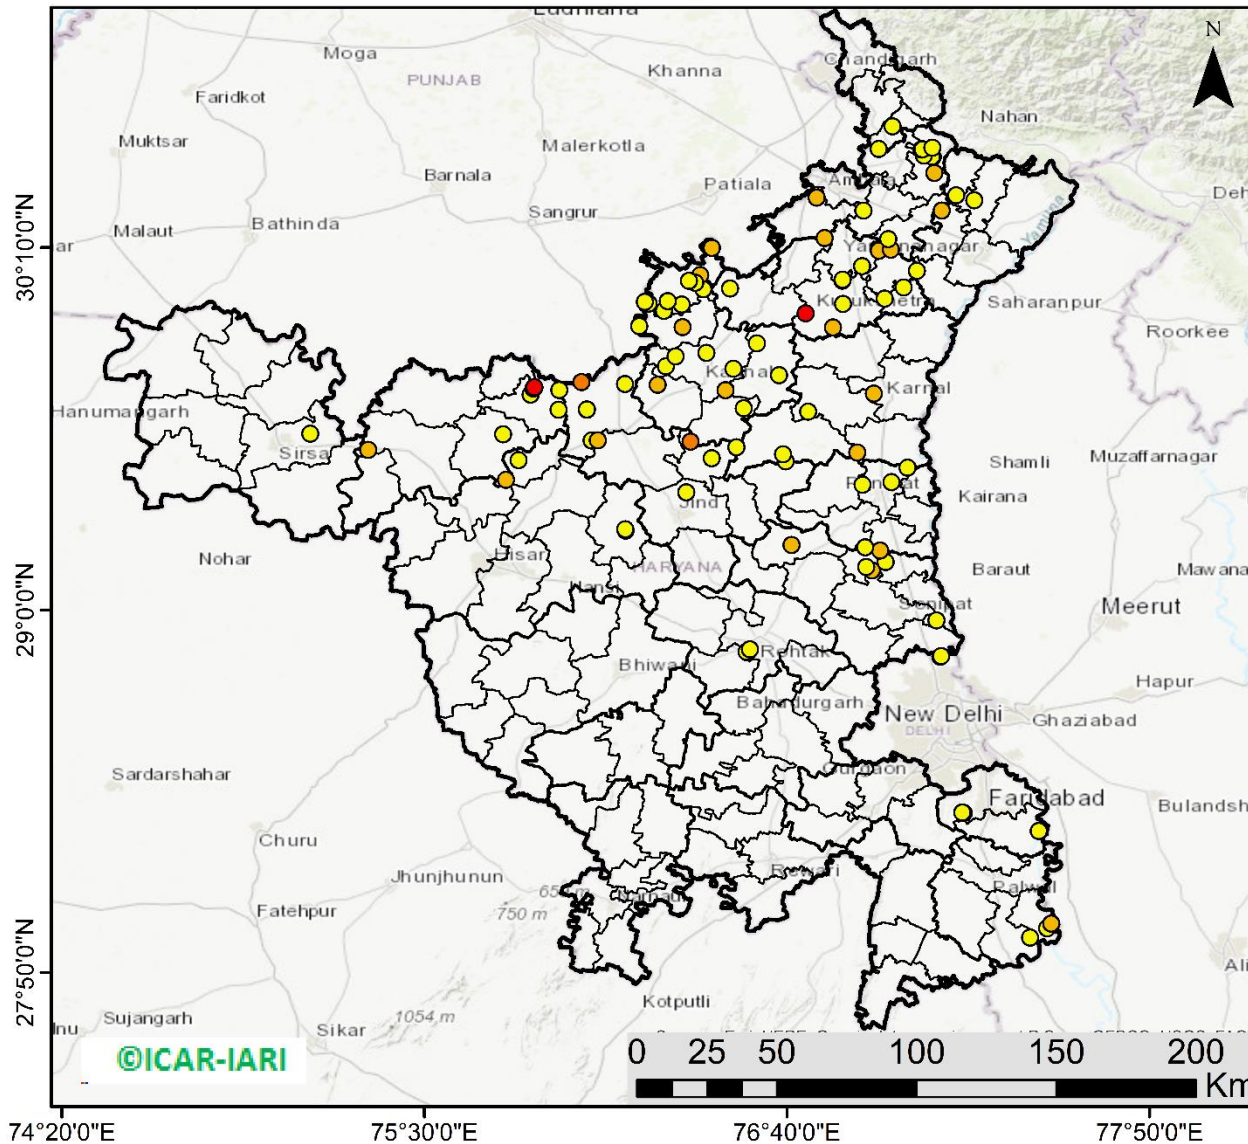 Ludhiana
N
Moga
Khanna
Chandigarh
PUNJAB
Faridkot
Nahan
Muktsar
Malerkotla
Barnala
Patiala
Ambala
Sangrur
Bathinda
Malaut
Yamuna
Yamunanagar
30°10'0"N
Kurukshetra
Saharanpur
Roorkee
Kaithal
Karnal
Hanumangarh
Sirsa
Shamli
Muzaffarnagar
Panipat
Kairana
Jind
Nohar
Hisar
HARYANA
Baraut
Mawana
Hansi
29°0'0"N
Sonipat
Meerut
Bhiwani
Rohtak
Hapur
Bahadurgarh
New Delhi
Ghaziabad
DELHI
Gurgaon
Sardarshahar
Faridabad
Bulandsh
Churu
Jhunjhunun
Rewari
Palwal
Narnaul
Fatehpur
750 m
27°50'0"N
Ali
Kotputli
Sujangarh
Sikar
1054 m
©ICAR-IARI
0 25 50 100 150 200
Km
74°20'0"E 75°30'0"E 76°40'0"E 77°50'0"E